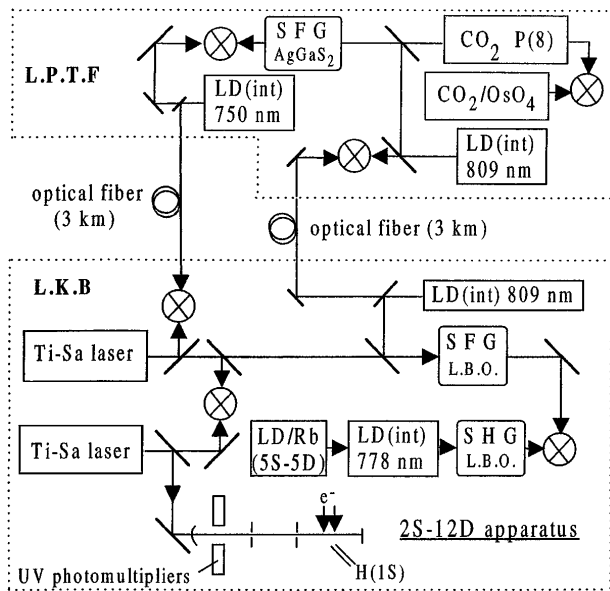 S F G
AgGaS₂
CO₂ P(8)
L.P.T.F
LD(int)
750 nm
CO₂/OsO₄
LD(int)
809 nm
optical fiber
(3 km)
optical fiber (3 km)
L.K.B
LD(int) 809 nm
Ti-Sa laser
S F G
L.B.O.
Ti-Sa laser
LD/Rb
(5S-5D)
LD(int)
778 nm
S H G
L.B.O.
e⁻
2S-12D apparatus
UV photomultipliers
H(1S)